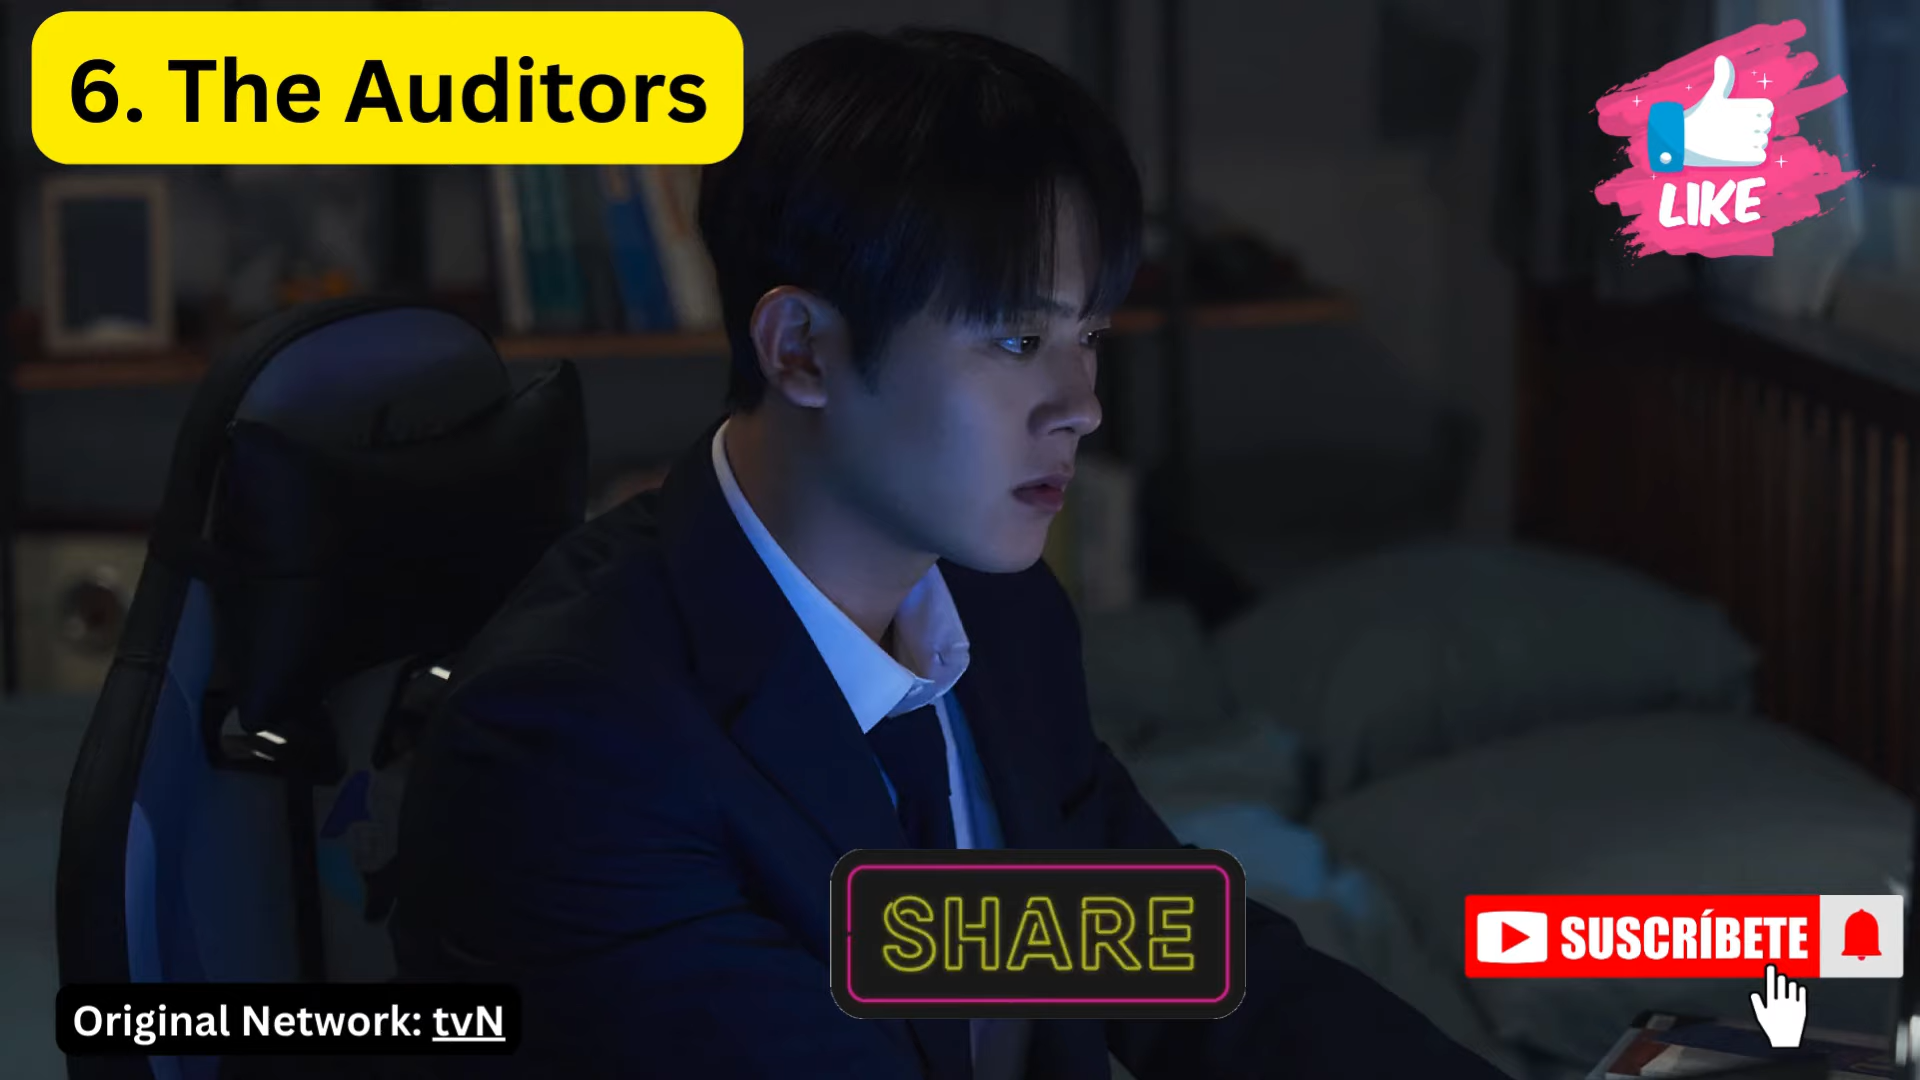 6. The Auditors
LIKE
SHARE
SUSCRÍBETE
Original Network: tvN